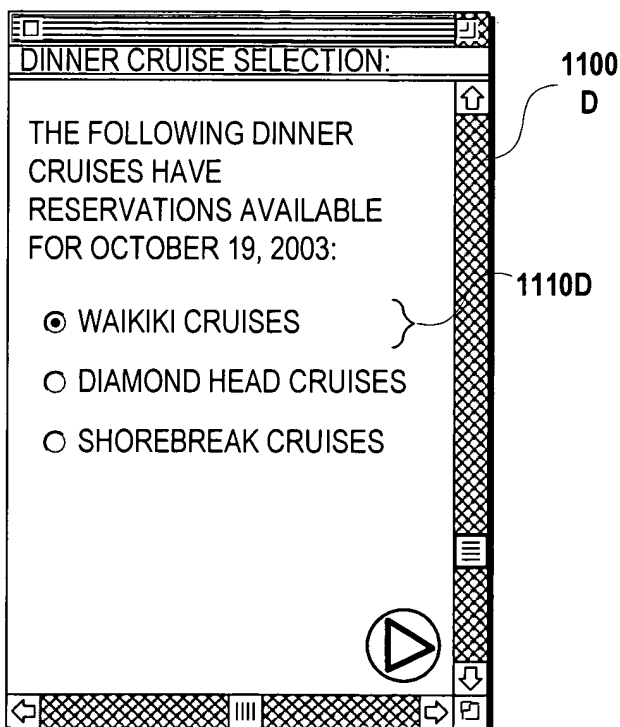 DINNER CRUISE SELECTION:
1100
D
THE FOLLOWING DINNER
CRUISES HAVE
RESERVATIONS AVAILABLE
FOR OCTOBER 19, 2003:
1110D
WAIKIKI CRUISES
DIAMOND HEAD CRUISES
SHOREBREAK CRUISES